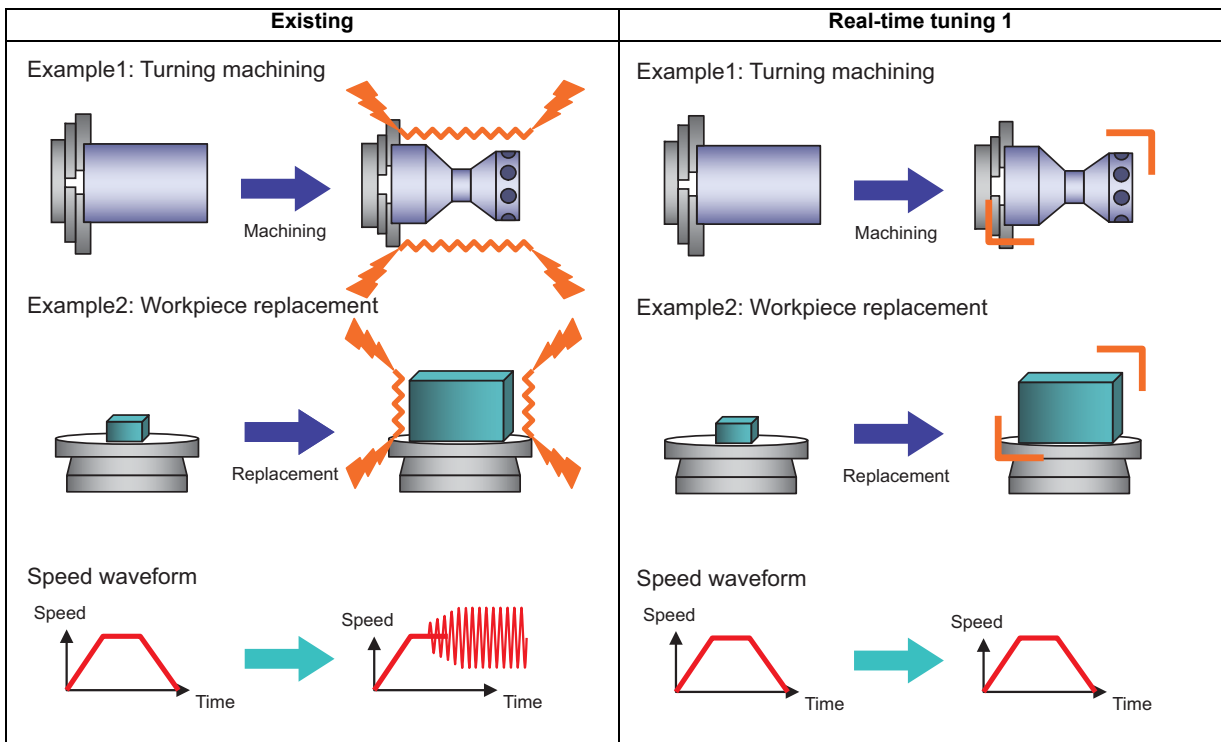 Existing
Example1: Turning machining
Machining
Example2: Workpiece replacement
Replacement
Speed waveform
Speed
Time
Speed
Time
Real-time tuning 1
Example1: Turning machining
Machining
Example2: Workpiece replacement
Replacement
Speed waveform
Speed
Time
Speed
Time